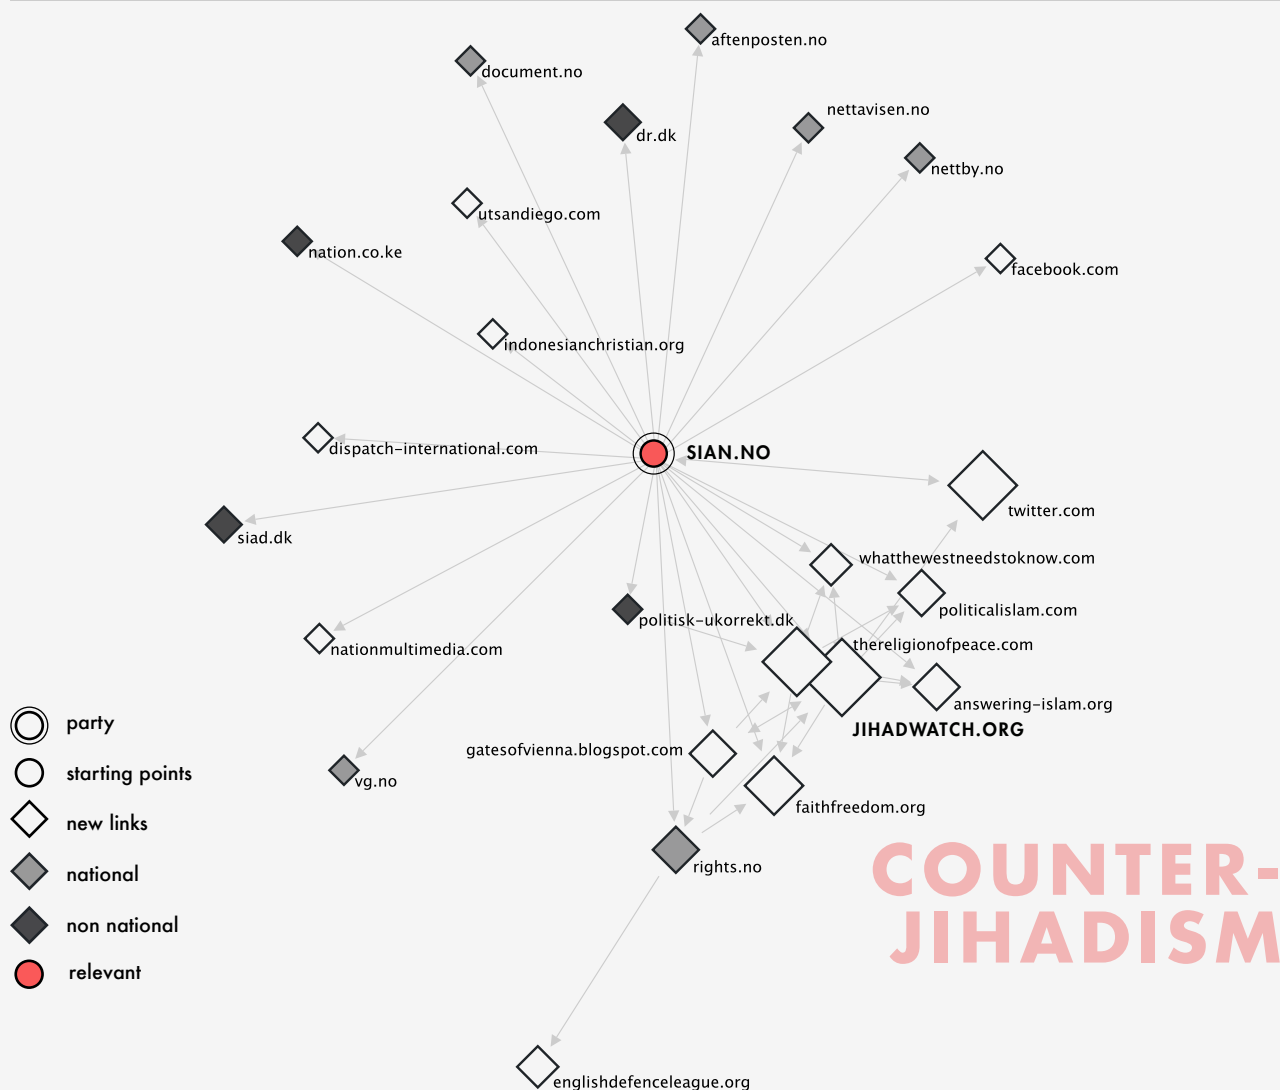 aftenposten.no
document.no
nettavisen.no
dr.dk
nettby.no
utsandiego.com
nation.co.ke
facebook.com
indonesianchristian.org
dispatch-international.com
SIAN.NO
twitter.com
siad.dk
whatthewestneedstoknow.com
politicalislam.com
politisk-ukorrekt.dk
thereligionofpeace.com
nationmultimedia.com
answering-islam.org
JIHADWATCH.ORG
gatesofvienna.blogspot.com
vg.no
faithfreedom.org
rights.no
party
starting points
new links
national
non national
relevant
COUNTER-
JIHADISM
englishdefenceleague.org